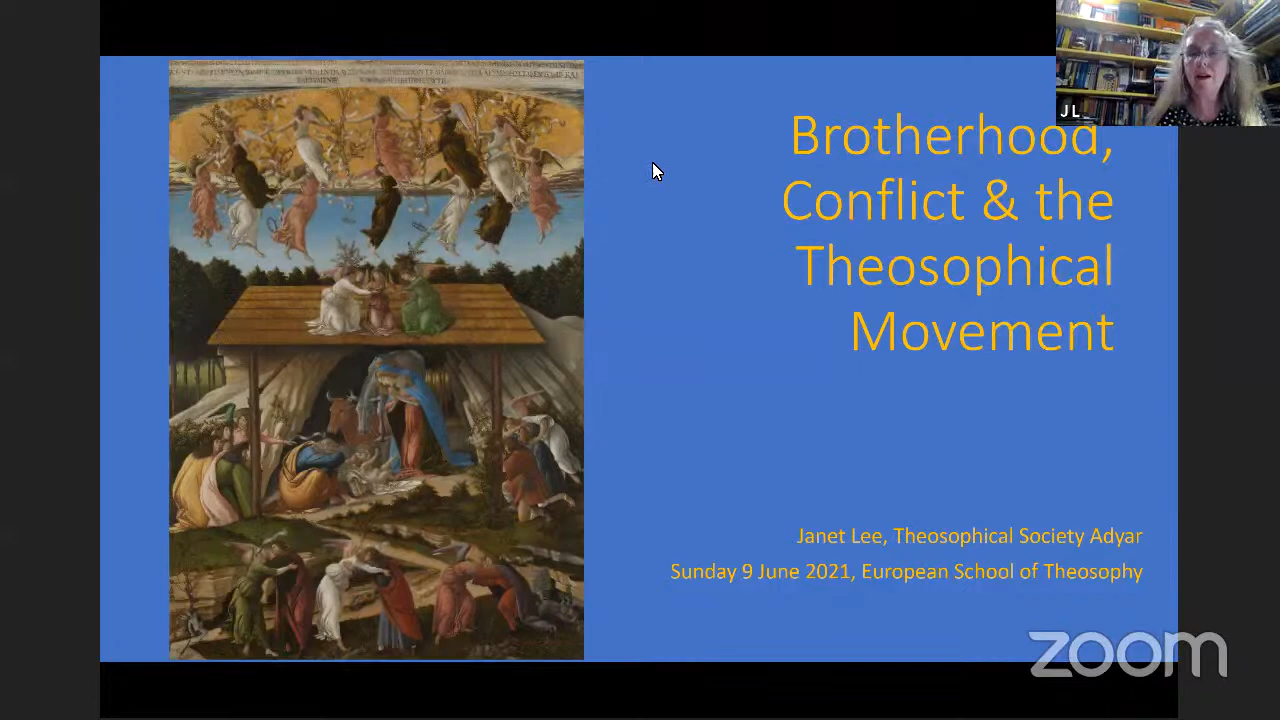 J L
Brotherhood,
Conflict & the
Theosophical
Movement
Janet Lee, Theosophical Society Adyar
Sunday 9 June 2021, European School of Theosophy
zoom